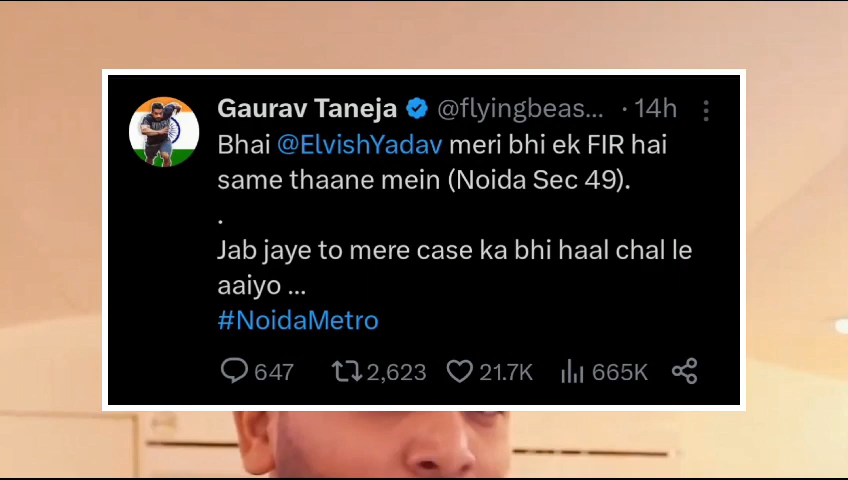 Gaurav Taneja @flyingbeas... · 14h
Bhai @ElvishYadav meri bhi ek FIR hai
same thaane mein (Noida Sec 49).
.
Jab jaye to mere case ka bhi haal chal le
aaiyo ...
#NoidaMetro
647 2,623 21.7K 665K